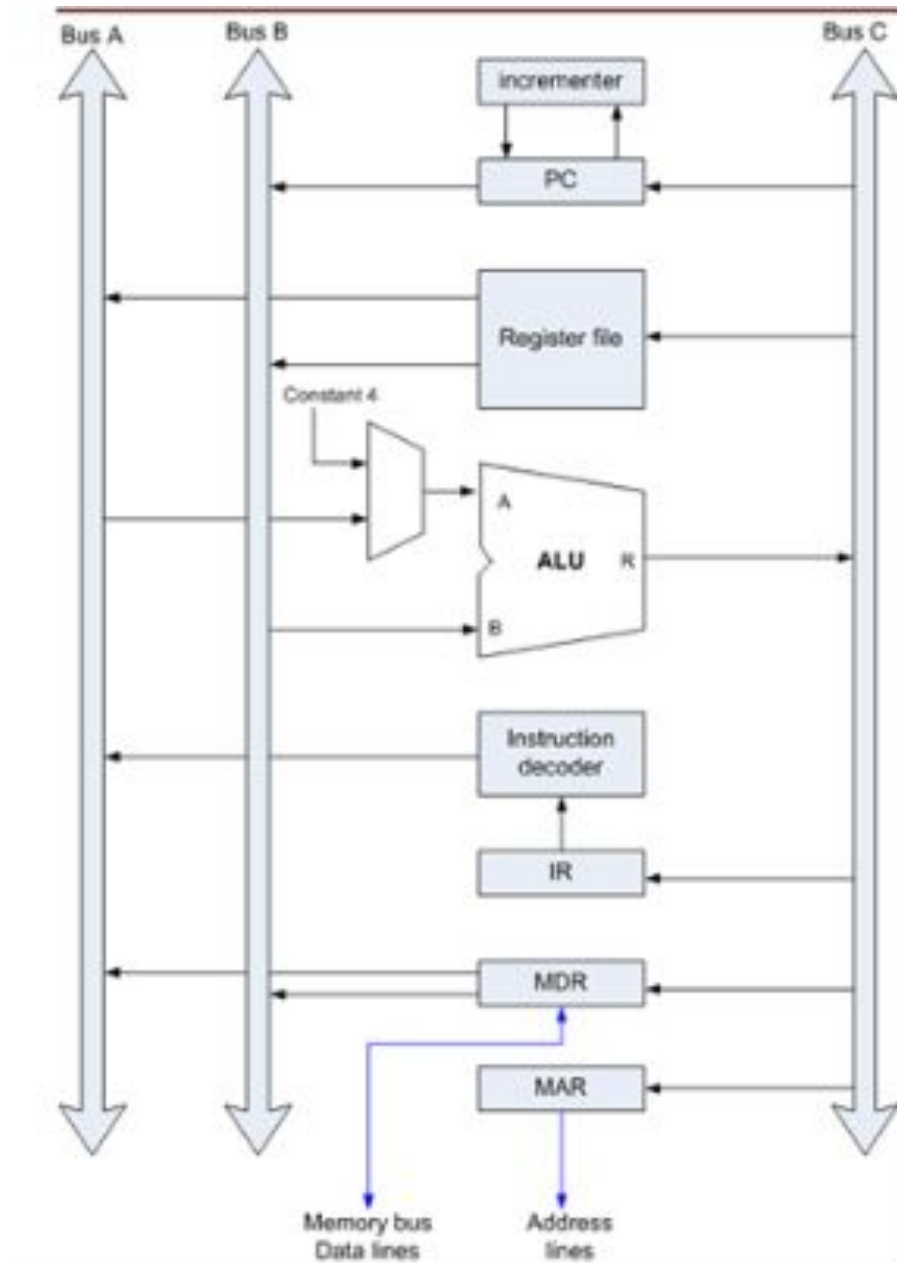 Bus A
Bus B
Bus C
incrementer
PC
Register file
Constant 4
A
ALU
R
B
Instruction
decoder
IR
MDR
MAR
Memory bus
Data lines
Address
lines